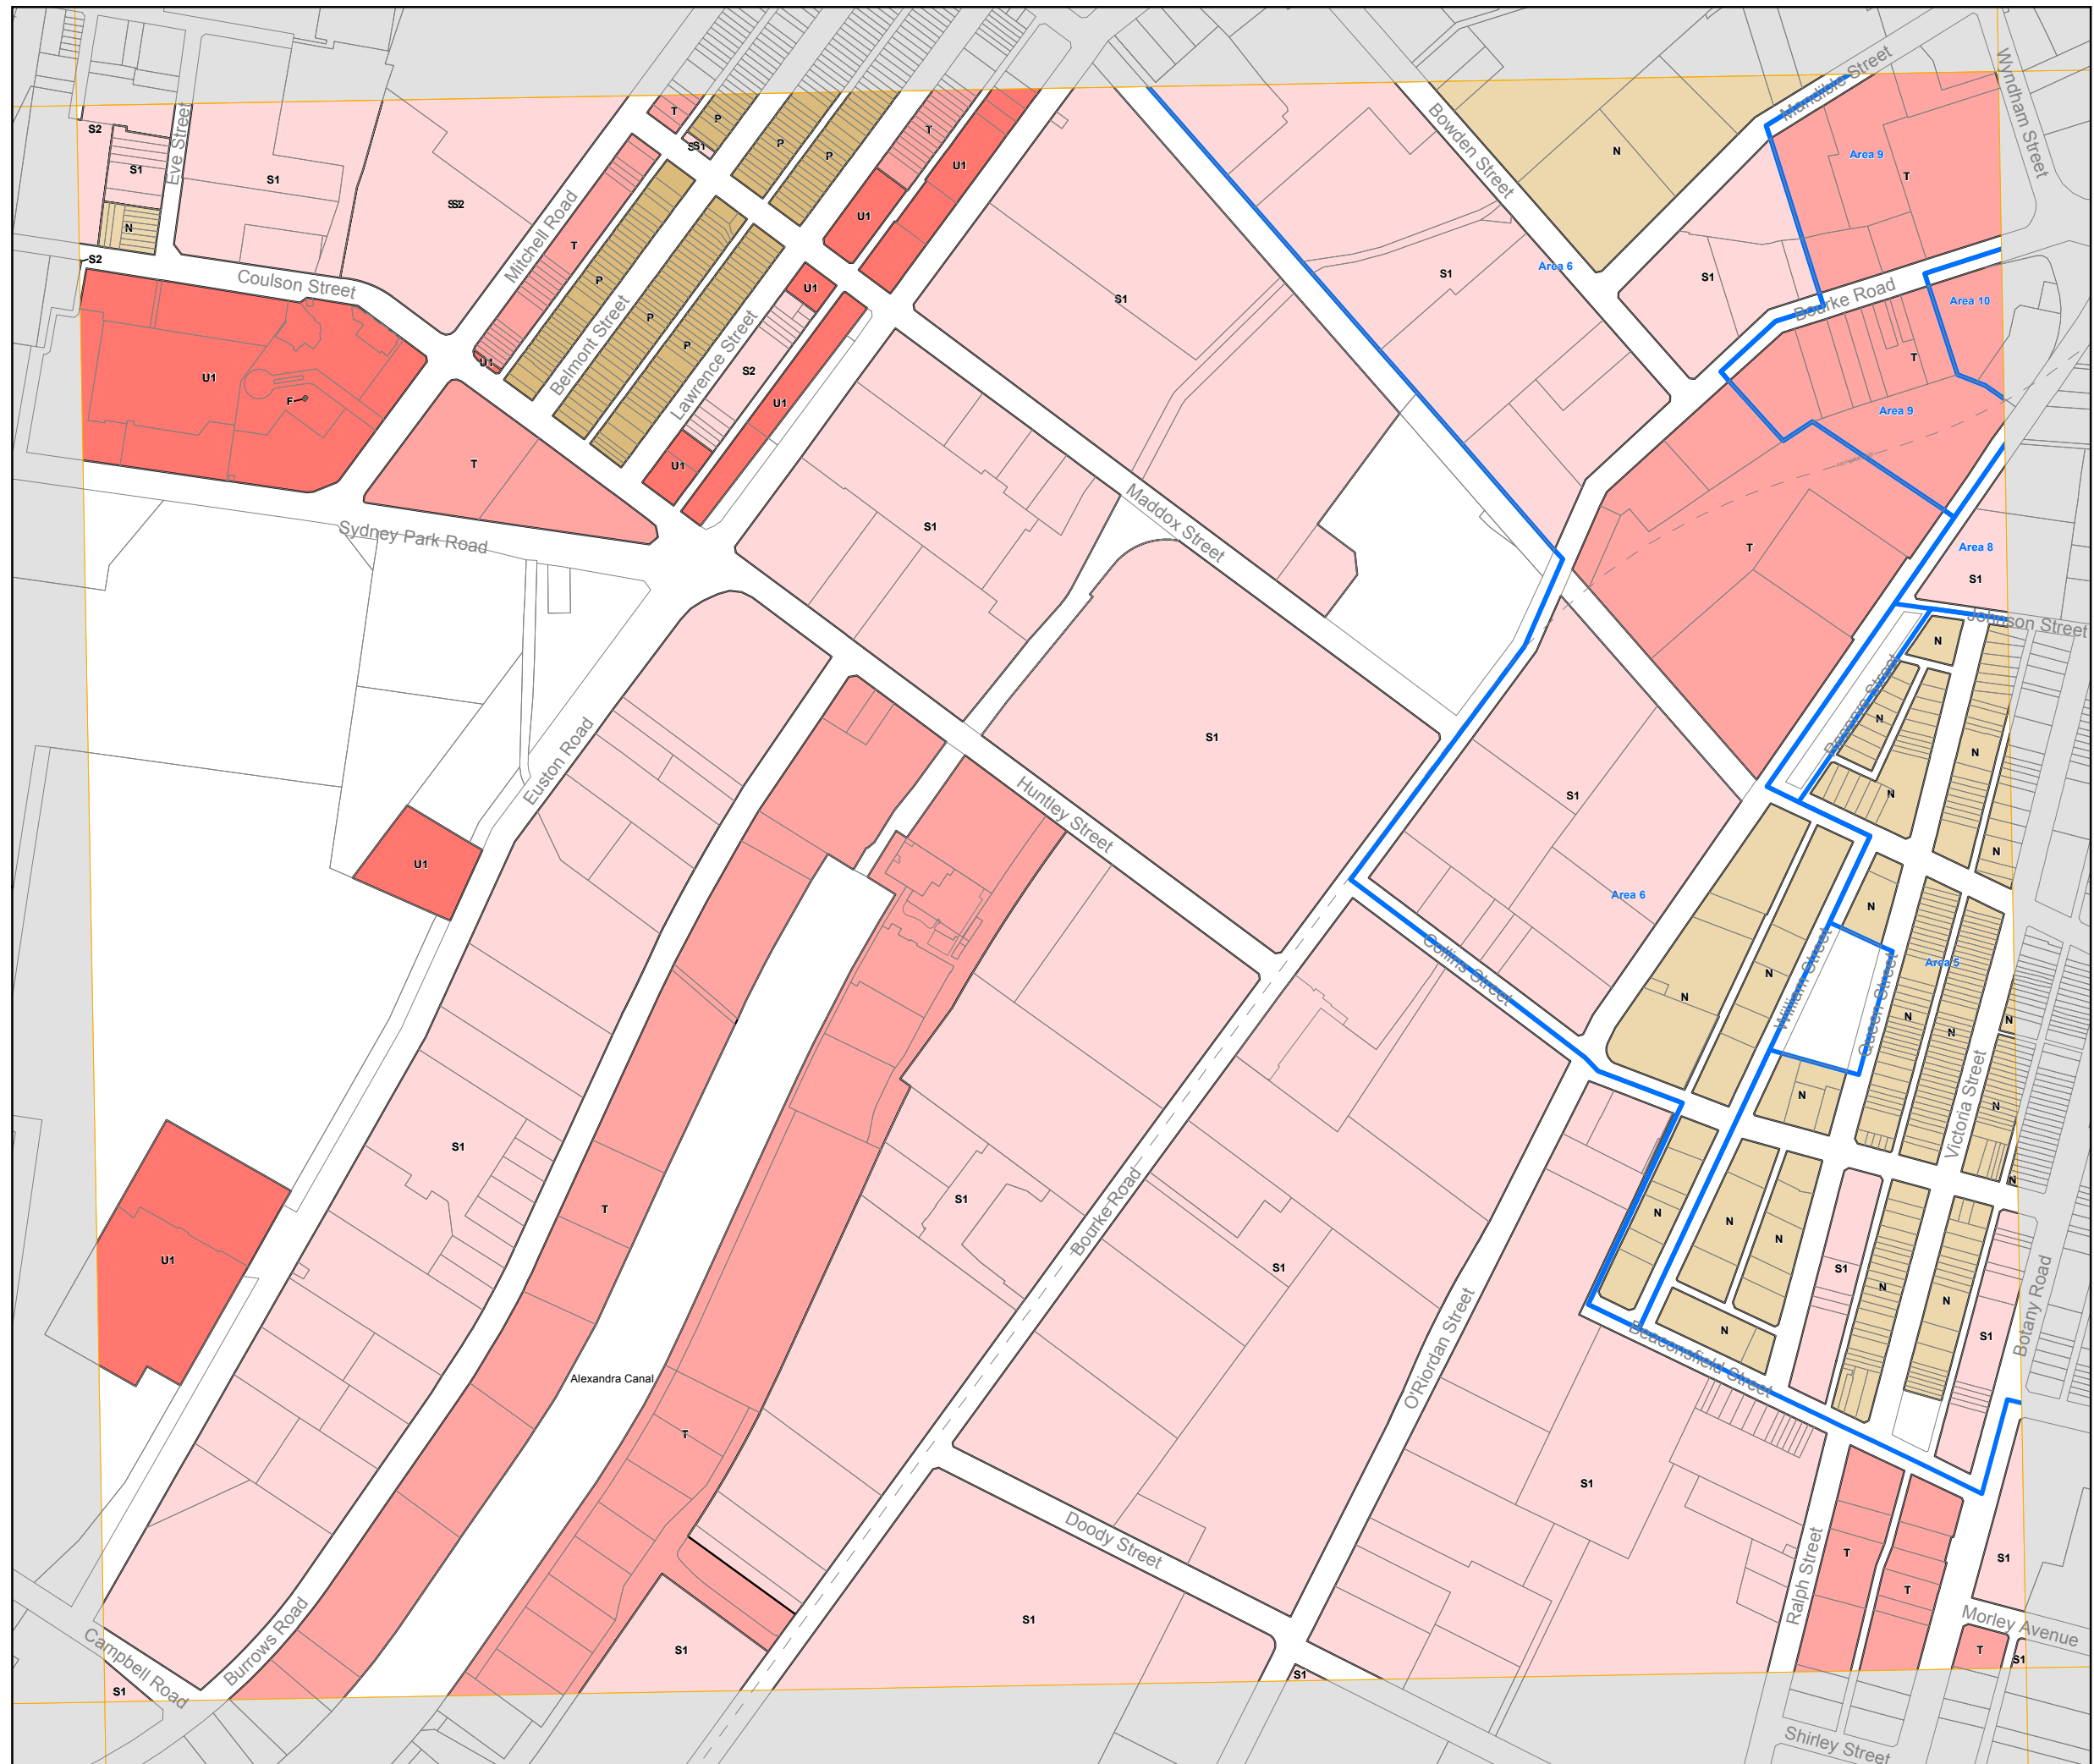 Mandible Street
Wyndham Street
S2
Eve Street
S1
N
S1
S2
S2
Coulson Street
Mitchell Road
T
P
S1
P
P
T
U1
U1
T
P
P
P
U1
S2
U1
U1
U1
Belmont Street
Lawrence Street
U1
F
T
Sydney Park Road
Bowden Street
N
Area 9
T
S1
S1
Area 6
S1
Bourke Road
Area 10
T
Area 9
T
Area 8
S1
Johnson Street
Maddox Street
S1
N
N
N
N
N
S1
S1
Area 6
Euston Road
U1
Huntley Street
Collins Street
N
N
N
William Street
Queen Street
Area 5
N
N
N
N
N
N
Victoria Street
S1
T
U1
S1
Bourke Road
S1
O'Riordan Street
N
N
N
S1
N
N
S1
N
Beaconsfield Street
Botany Road
Alexandra Canal
T
S1
Doody Street
S1
S1
S1
Ralph Street
T
T
S1
Morley Avenue
T
S1
Campbell Road
Burrows Road
S1
S1
Shirley Street